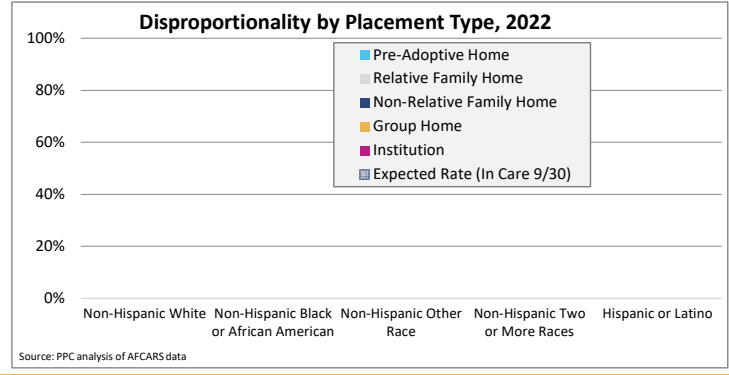 Disproportionality by Placement Type, 2022
100%
80%
60%
40%
20%
0%
Pre-Adoptive Home
Relative Family Home
Non-Relative Family Home
Group Home
Institution
Expected Rate (In Care 9/30)
Non-Hispanic White
Non-Hispanic Black
or African American
Non-Hispanic Other
Race
Non-Hispanic Two
or More Races
Hispanic or Latino
Source: PPC analysis of AFCARS data